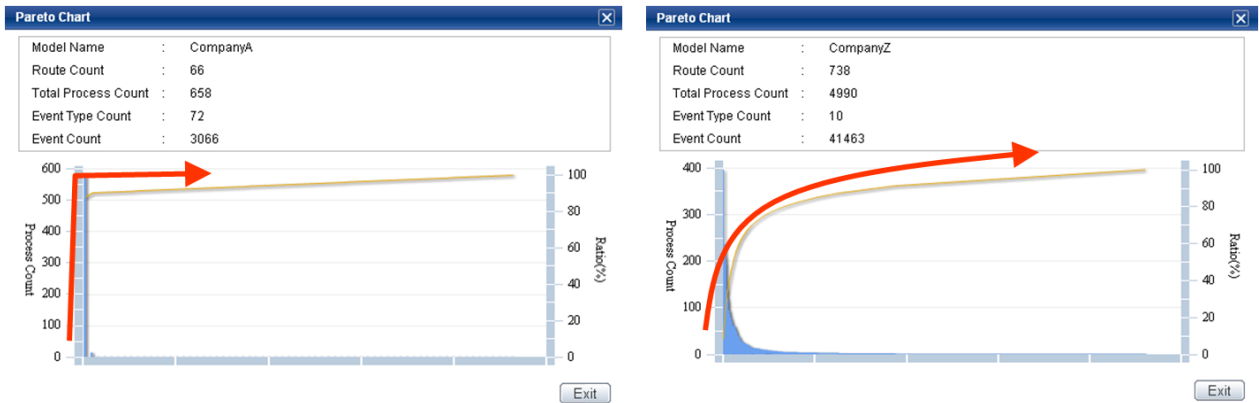 Pareto Chart
Model Name : CompanyA
Route Count : 66
Total Process Count : 658
Event Type Count : 72
Event Count : 3066
600
500
400
300
200
100
0
Process Count
100
80
60
40
20
0
Ratio(%)
Exit
Pareto Chart
Model Name : CompanyZ
Route Count : 738
Total Process Count : 4990
Event Type Count : 10
Event Count : 41463
400
300
200
100
0
Process Count
100
80
60
40
20
0
Ratio(%)
Exit